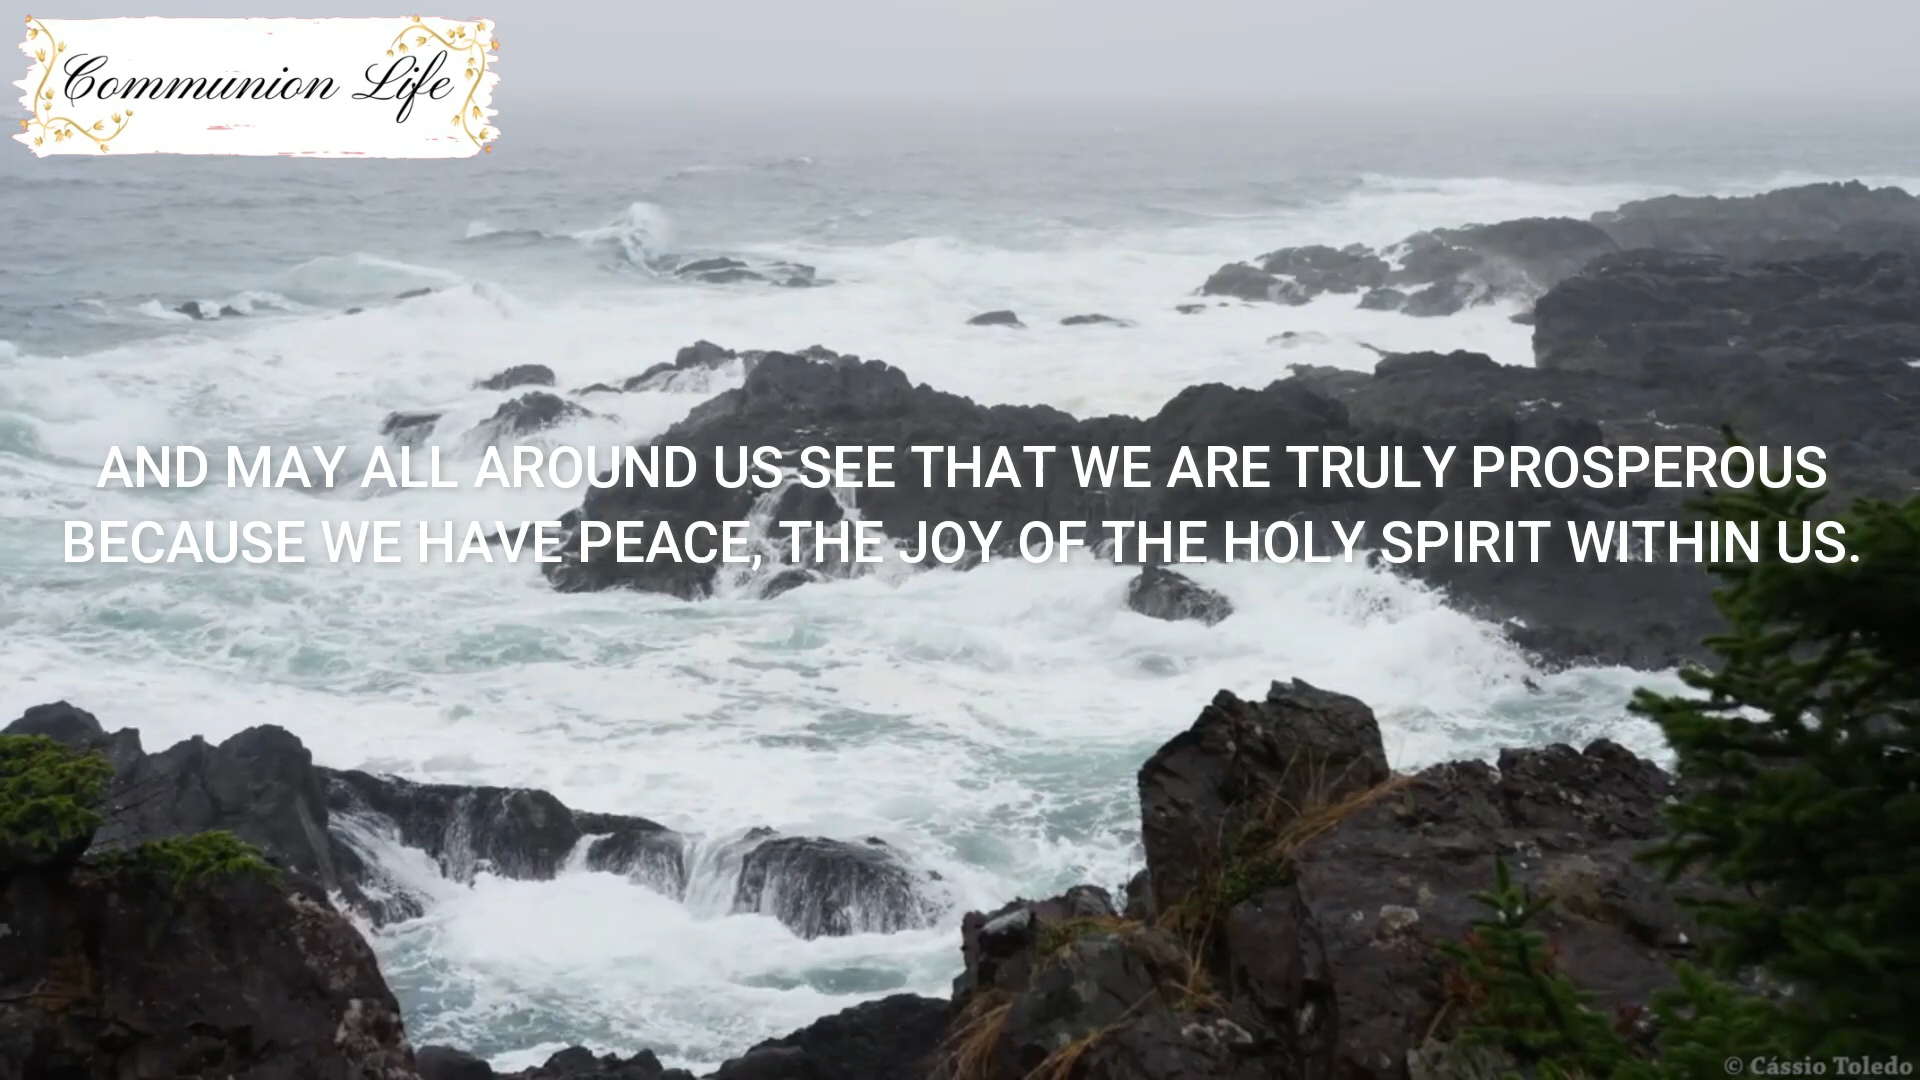 Communion Life
AND MAY ALL AROUND US SEE THAT WE ARE TRULY PROSPEROUS
BECAUSE WE HAVE PEACE, THE JOY OF THE HOLY SPIRIT WITHIN US.
© Cássio Toledo